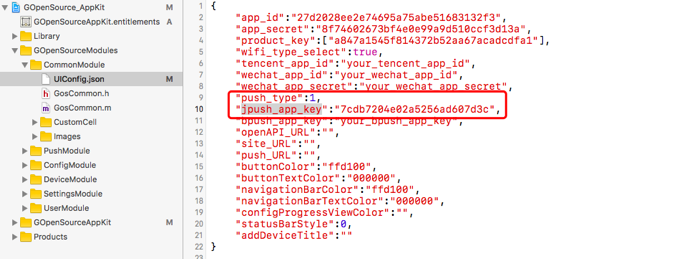 GOpenSource_AppKit M
GOpenSourceAppKit.entitlements
Library
GOpenSourceModules M
CommonModule M
UIConfig.json M
GosCommon.h
GosCommon.m M
CustomCell
Images
PushModule M
ConfigModule M
DeviceModule M
SettingsModule M
UserModule M
GOpenSourceAppKit M
Products
1 {
2 "app_id":"27d2028ee2e74695a75abe51683132f3",
3 "app_secret":"8f74602673bf4e0e99a9d510ccf3d13a",
4 "product_key":["a847a1545f814372b52aa67acadcdfa1"],
5 "wifi_type_select":true,
6 "tencent_app_id":"your_tencent_app_id",
7 "wechat_app_id":"your_wechat_app_id",
8 "wechat_app_secret":"your_wechat_app_secret",
9 "push_type":1,
10 "jpush_app_key":"7cdb7204e02a5256ad607d3c",
11 "bpush_app_key":"your_bpush_app_key",
12 "openAPI_URL":"",
13 "site_URL":"",
14 "push_URL":"",
15 "buttonColor":"ffd100",
16 "buttonTextColor":"000000",
17 "navigationBarColor":"ffd100",
18 "navigationBarTextColor":"000000",
19 "configProgressViewColor":"",
20 "statusBarStyle":0,
21 "addDeviceTitle":""
22 }